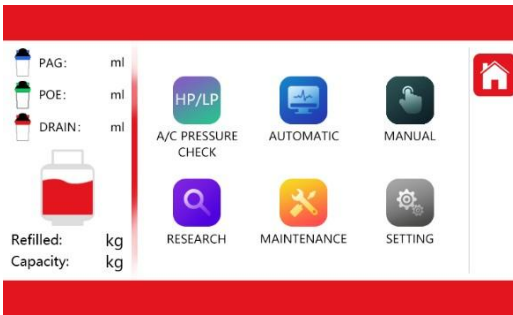 PAG: ml
POE: ml
DRAIN: ml
Refilled: kg
Capacity: kg
HP/LP
A/C PRESSURE
CHECK
AUTOMATIC
MANUAL
RESEARCH
MAINTENANCE
SETTING